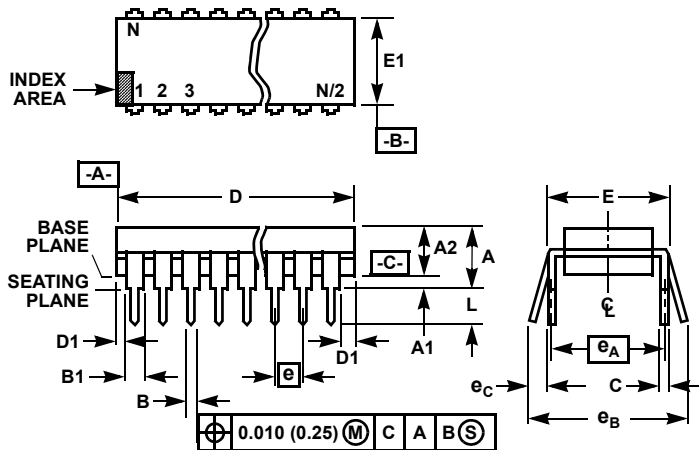 N
E1
INDEX
AREA
1 2 3 N/2
-B-
-A-
D
E
BASE
PLANE
A2
A
-C-
SEATING
PLANE
L
C
L
D1
A1
D1
eA
B1
e
eC
C
B
eB
0.010 (0.25) M C A B S